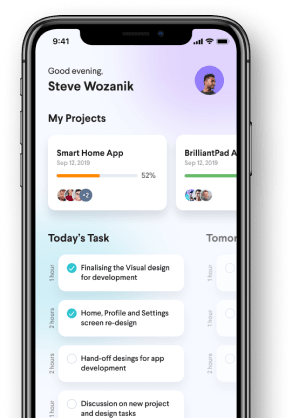 9:41
Good evening,
Steve Wozanik
My Projects
Smart Home App
Sep 12, 2019
52%
+2
BrilliantPad A
Sep 12, 2019
Today's Task
Tomor
1 hour
Finalising the Visual design
for development
1 hour
2 hours
Home, Profile and Settings
screen re-design
1 hour
2 hours
Hand-off desings for app
development
2 hours
1 hour
Discussion on new project
and design tasks